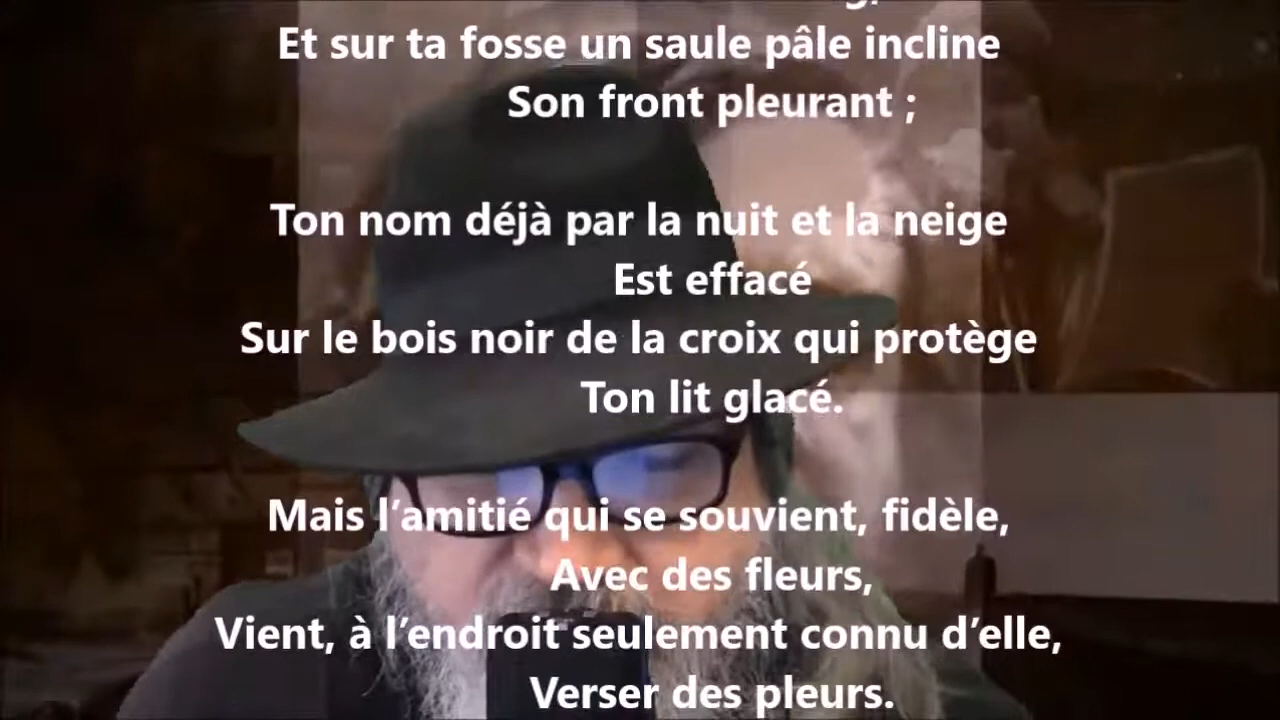 Et sur ta fosse un saule pâle incline
Son front pleurant ;
Ton nom déjà par la nuit et la neige
Est effacé
Sur le bois noir de la croix qui protège
Ton lit glacé.
Mais l’amitié qui se souvient, fidèle,
Avec des fleurs,
Vient, à l’endroit seulement connu d’elle,
Verser des pleurs.